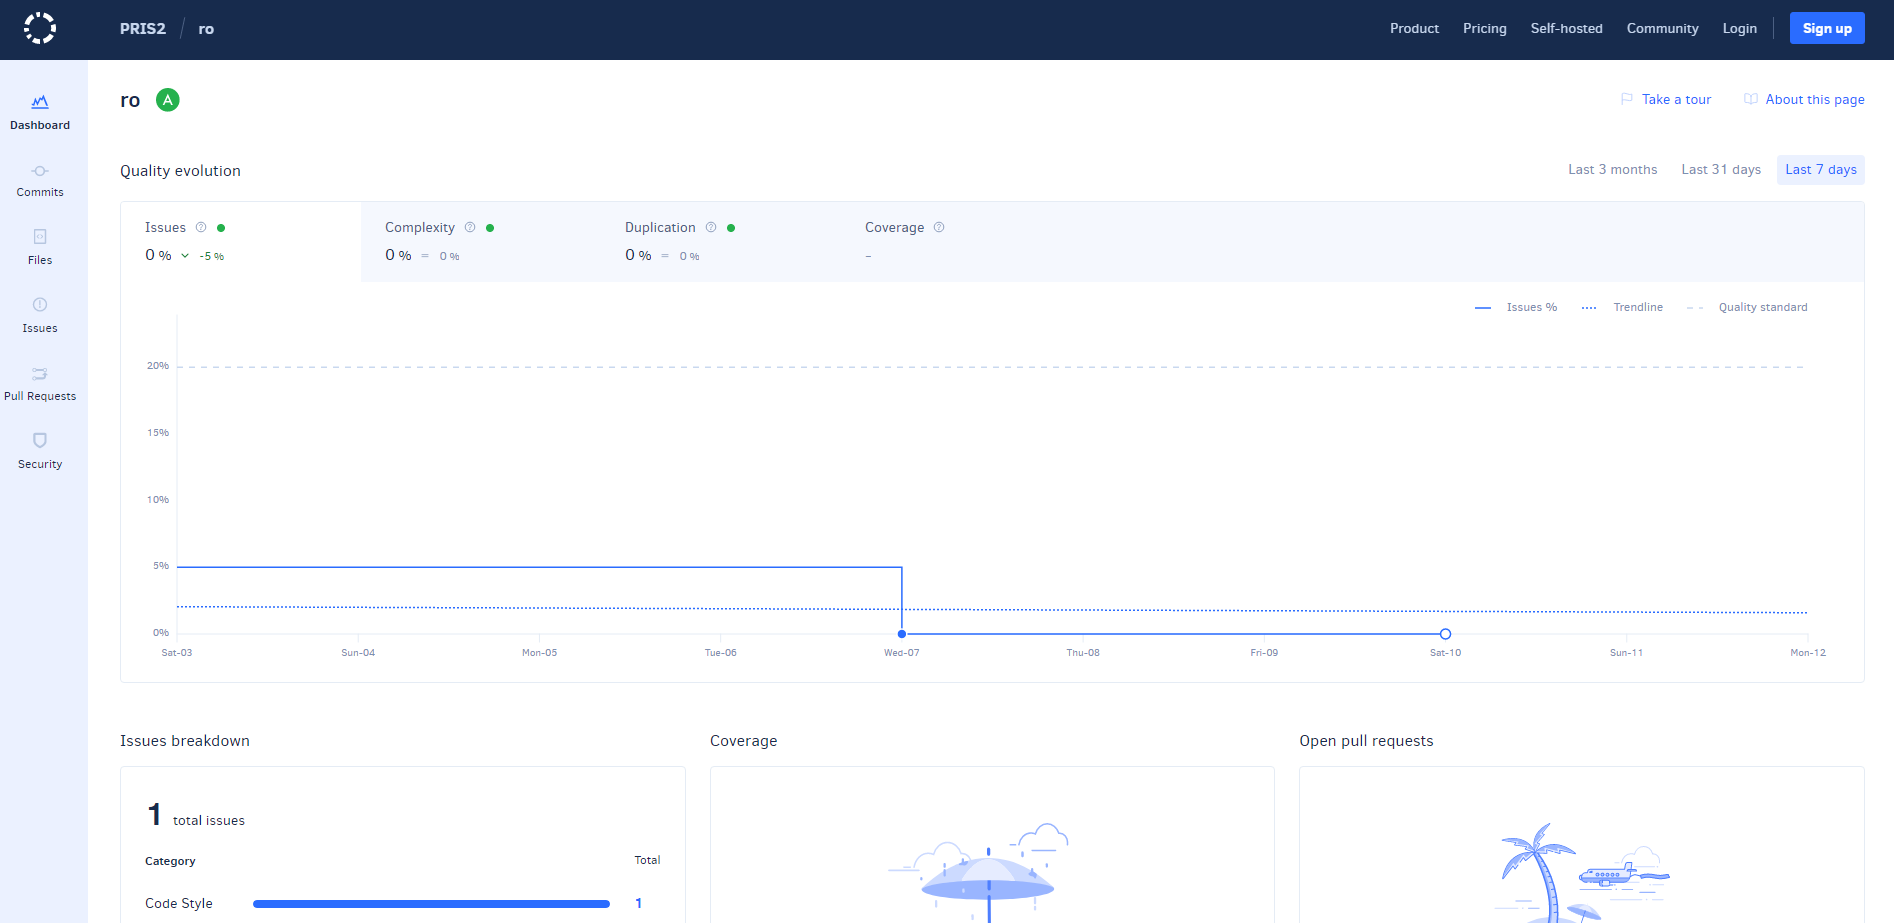 PRIS2 / ro
Product Pricing Self-hosted Community Login Sign up
Dashboard
Commits
Files
Issues
Pull Requests
Security
ro A
Take a tour About this page
Quality evolution
Last 3 months Last 31 days Last 7 days
Issues ? Complexity ? Duplication ? Coverage ?
0 % -5 % 0 % = 0 % 0 % = 0 % -
Issues % Trendline Quality standard
20%
15%
10%
5%
0%
Sat-03 Sun-04 Mon-05 Tue-06 Wed-07 Thu-08 Fri-09 Sat-10 Sun-11 Mon-12
Issues breakdown
1 total issues
Category Total
Code Style 1
Coverage
Open pull requests